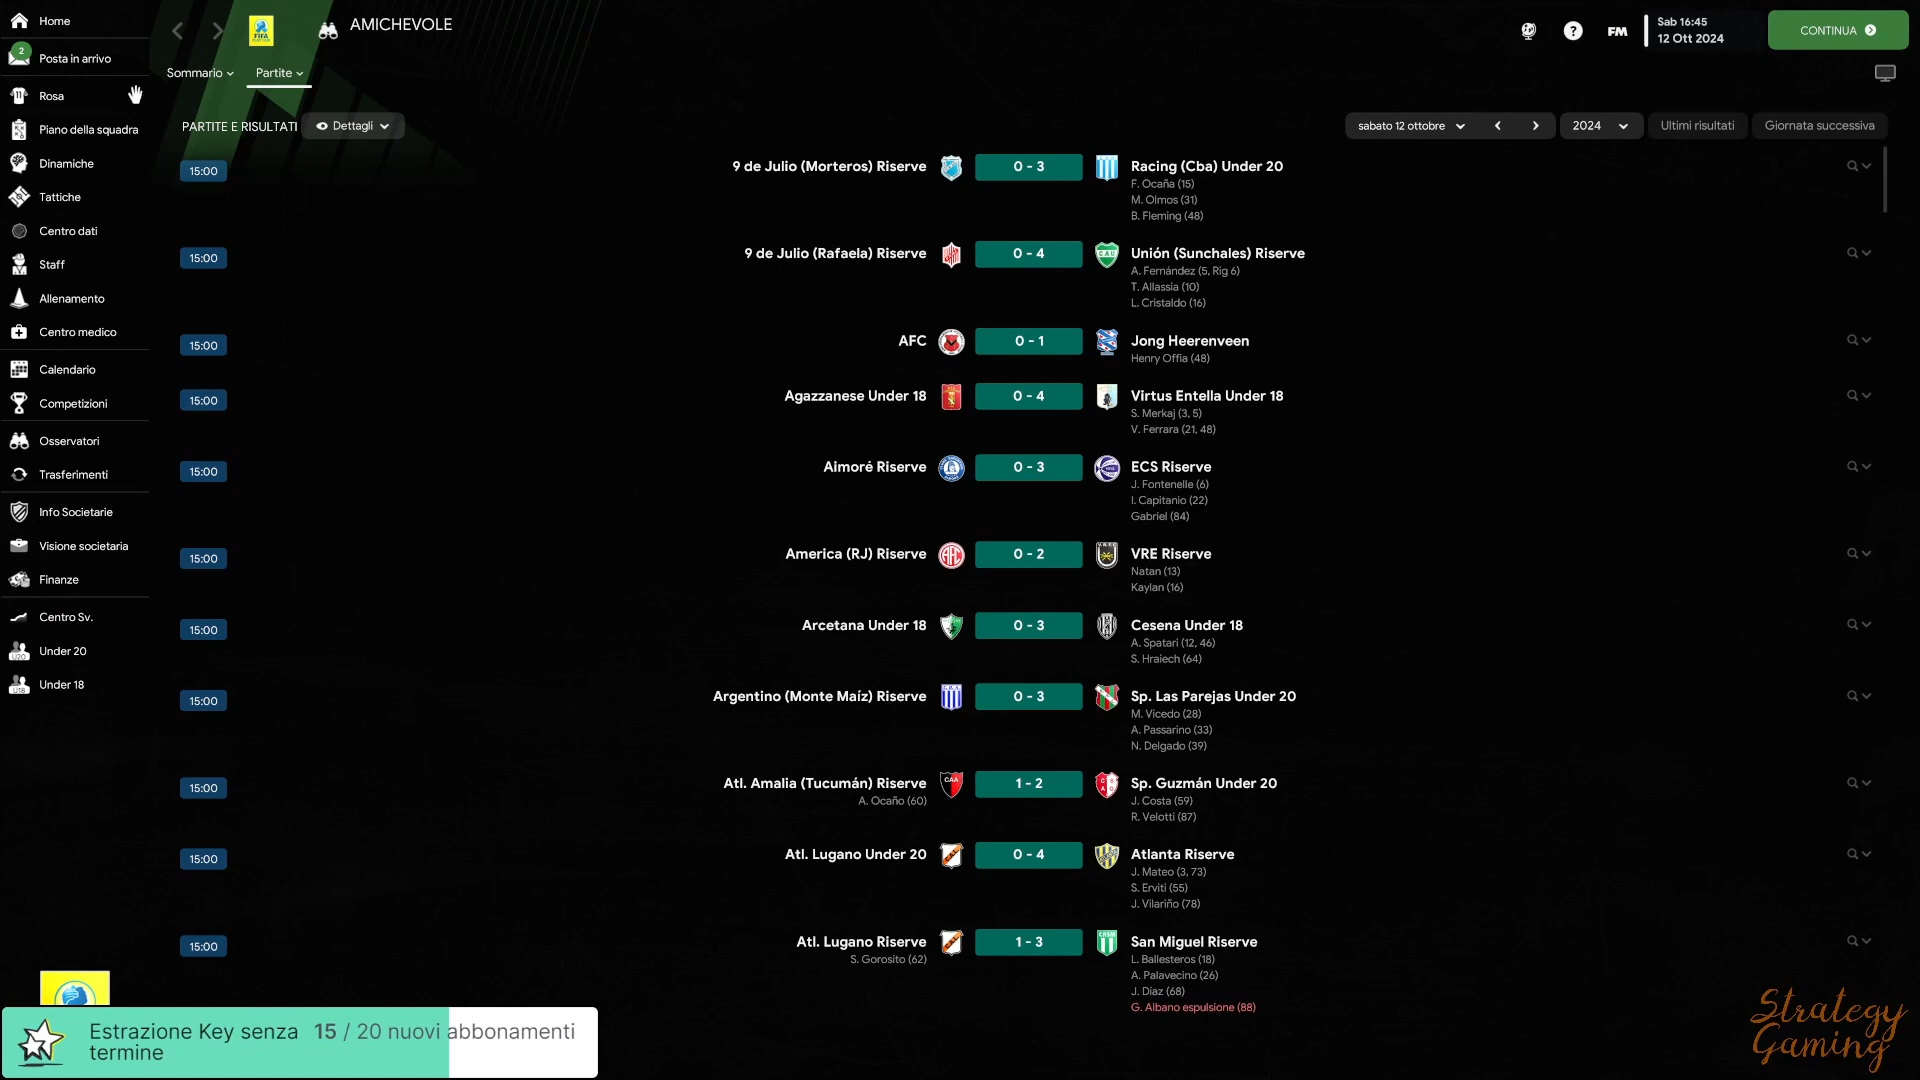 Home
AMICHEVOLE
FM
Sab 16:45
12 Ott 2024
CONTINUA
2
Posta in arrivo
Sommario
Partite
Rosa
PARTITE E RISULTATI
Dettagli
sabato 12 ottobre
2024
Ultimi risultati
Giornata successiva
Piano della squadra
Dinamiche
Tattiche
Centro dati
Staff
Allenamento
Centro medico
Calendario
Competizioni
Osservatori
Trasferimenti
Info Societarie
Visione societaria
Finanze
Centro Sv.
Under 20
Under 18
15:00 9 de Julio (Morteros) Riserve 0 - 3 Racing (Cba) Under 20
F. Ocaña (15)
M. Olmos (31)
B. Fleming (48)
15:00 9 de Julio (Rafaela) Riserve 0 - 4 Unión (Sunchales) Riserve
A. Fernández (5, Rig 6)
T. Allassia (10)
L. Cristaldo (16)
15:00 AFC 0 - 1 Jong Heerenveen
Henry Offia (48)
15:00 Agazzanese Under 18 0 - 4 Virtus Entella Under 18
S. Merkaj (3, 5)
V. Ferrara (21, 48)
15:00 Aimoré Riserve 0 - 3 ECS Riserve
J. Fontenelle (6)
I. Capitanio (22)
Gabriel (84)
15:00 America (RJ) Riserve 0 - 2 VRE Riserve
Natan (13)
Kaylan (16)
15:00 Arcetana Under 18 0 - 3 Cesena Under 18
A. Spatari (12, 46)
S. Hraiech (64)
15:00 Argentino (Monte Maíz) Riserve 0 - 3 Sp. Las Parejas Under 20
M. Vicedo (28)
A. Passarino (33)
N. Delgado (39)
15:00 Atl. Amalia (Tucumán) Riserve 1 - 2 Sp. Guzmán Under 20
A. Ocaño (60) J. Costa (59)
R. Velotti (87)
15:00 Atl. Lugano Under 20 0 - 4 Atlanta Riserve
J. Mateo (3, 73)
S. Erviti (55)
J. Vilariño (78)
15:00 Atl. Lugano Riserve 1 - 3 San Miguel Riserve
S. Gorosito (62) L. Ballesteros (18)
A. Palavecino (26)
J. Díaz (68)
G. Albano espulsione (88)
Estrazione Key senza 15 / 20 nuovi abbonamenti
termine
Strategy
Gaming